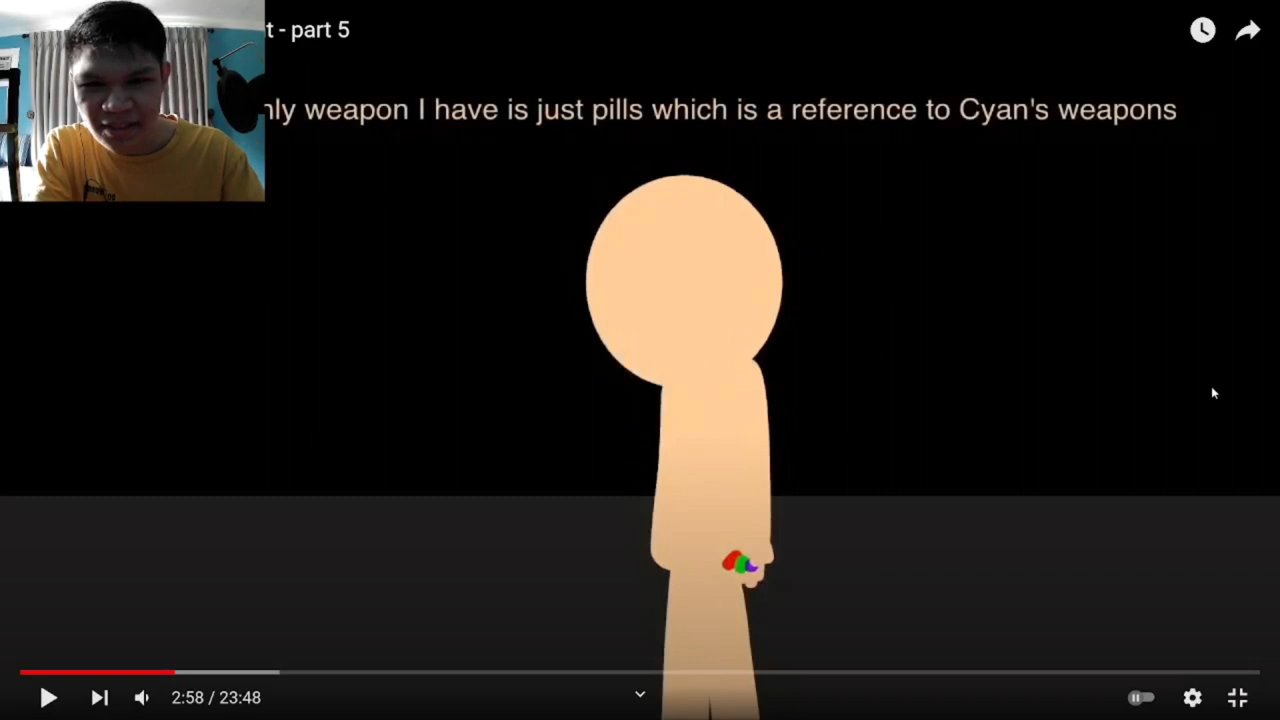 t - part 5
nly weapon I have is just pills which is a reference to Cyan's weapons
2:58 / 23:48